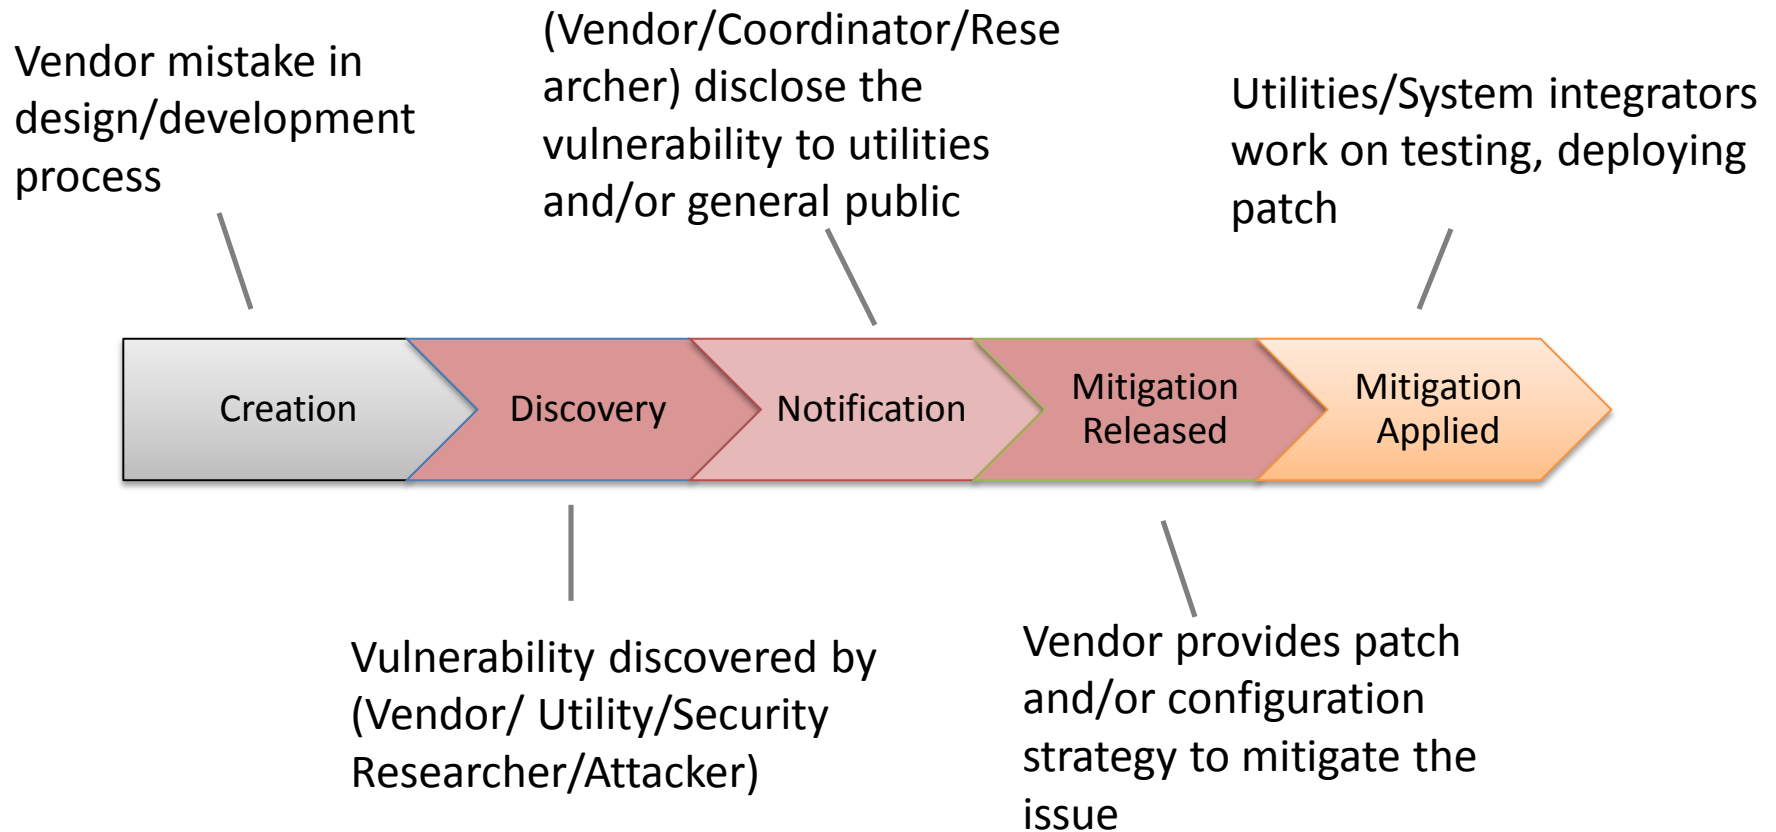 Vendor mistake in
design/development
process
(Vendor/Coordinator/Rese
archer) disclose the
vulnerability to utilities
and/or general public
Utilities/System integrators
work on testing, deploying
patch
Creation
Discovery
Notification
Mitigation
Released
Mitigation
Applied
Vulnerability discovered by
(Vendor/ Utility/Security
Researcher/Attacker)
Vendor provides patch
and/or configuration
strategy to mitigate the
issue